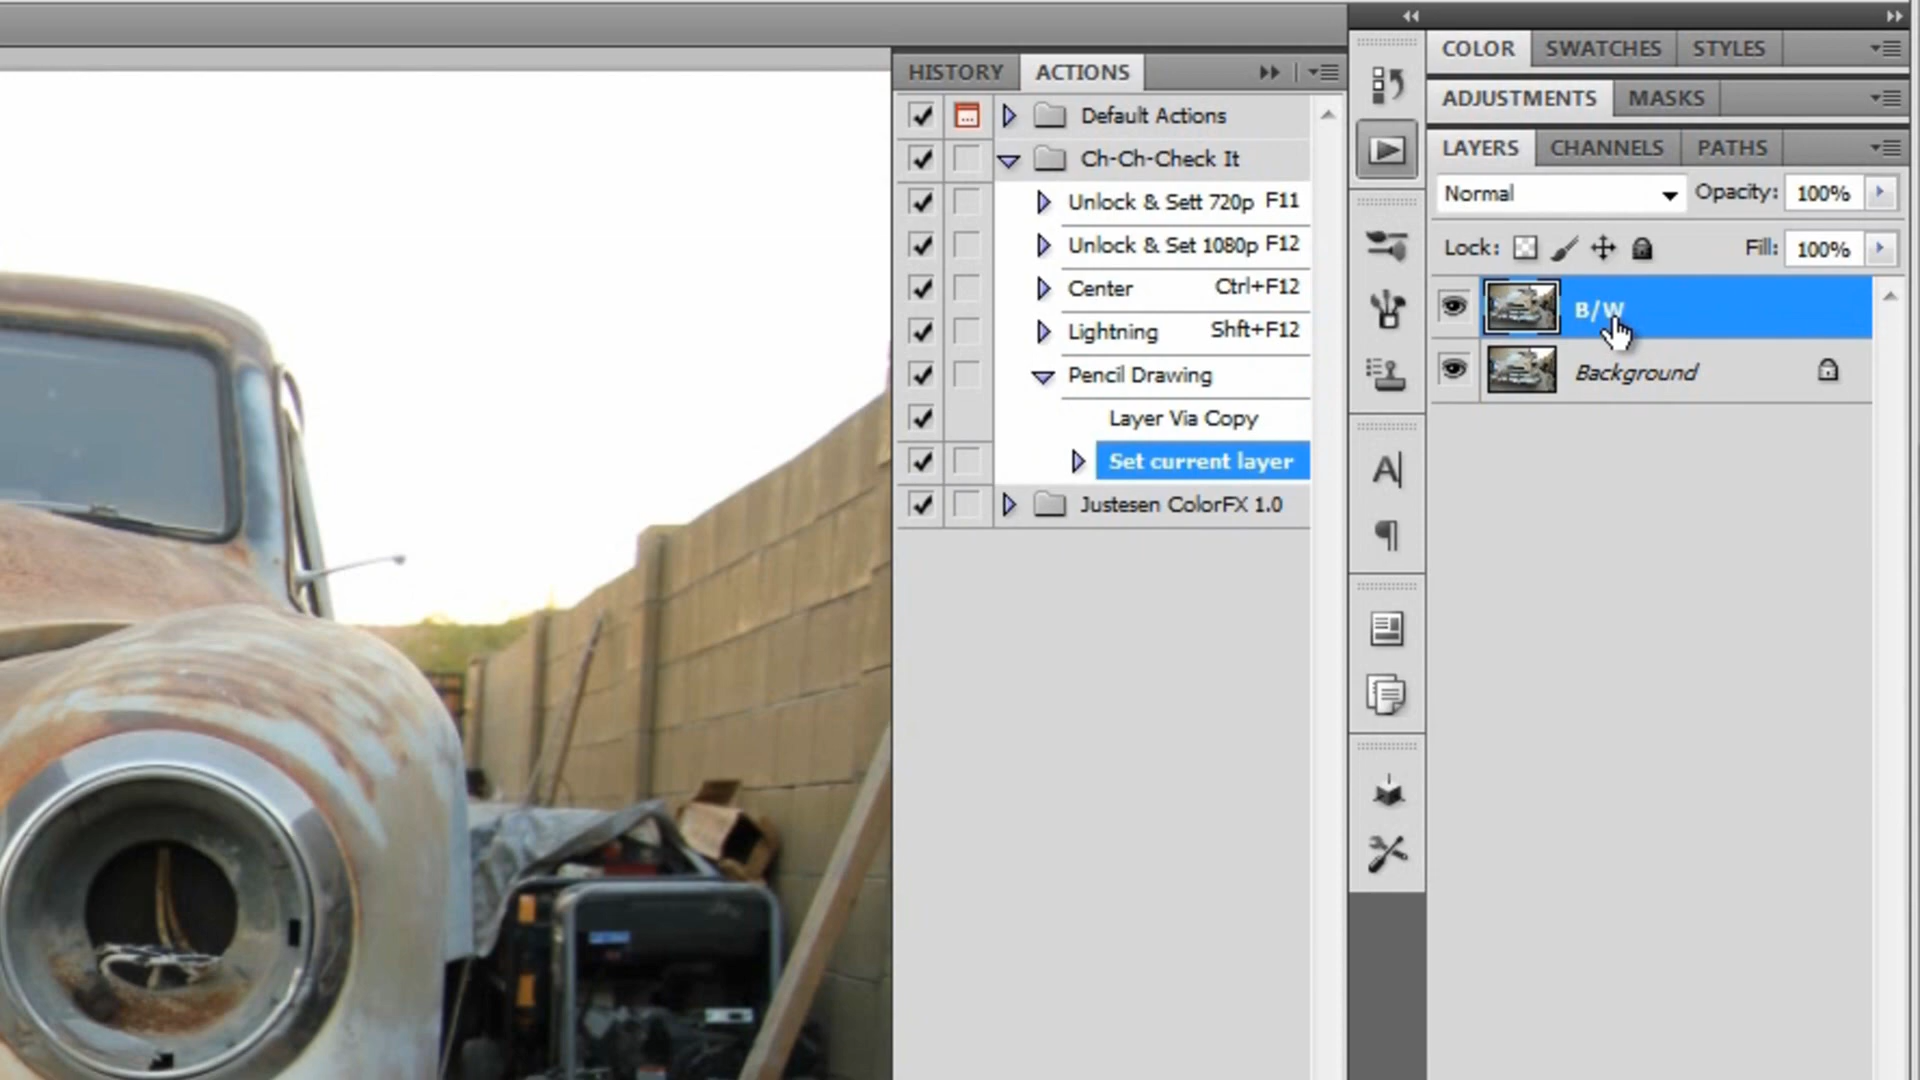 HISTORY
ACTIONS
Default Actions
Ch-Ch-Check It
Unlock & Sett 720p F11
Unlock & Set 1080p F12
Center Ctrl+F12
Lightning Shft+F12
Pencil Drawing
Layer Via Copy
Set current layer
Justesen ColorFX 1.0
COLOR
SWATCHES
STYLES
ADJUSTMENTS
MASKS
LAYERS
CHANNELS
PATHS
Normal
Opacity: 100%
Lock:
Fill: 100%
B/W
Background